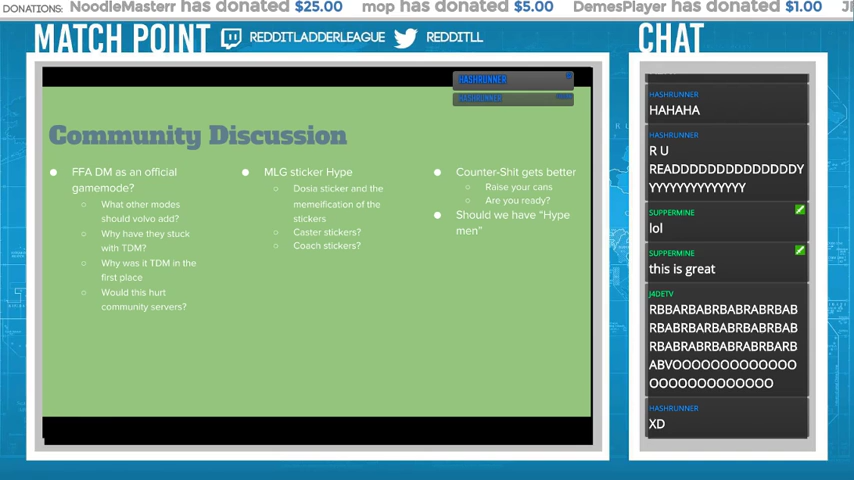 DONATIONS: NoodleMasterr has donated $25.00 mop has donated $5.00 DemesPlayer has donated $1.00
MATCH POINT REDDITLADDERLEAGUE REDDITLL
CHAT
HASHRUNNER
HASHRUNNER
Community Discussion
FFA DM as an official
gamemode?
What other modes
should volvo add?
Why have they stuck
with TDM?
Why was it TDM in the
first place
Would this hurt
community servers?
MLG sticker Hype
Dosia sticker and the
memeification of the
stickers
Caster stickers?
Coach stickers?
Counter-Shit gets better
Raise your cans
Are you ready?
Should we have "Hype
men"
HASHRUNNER
HAHAHA
HASHRUNNER
R U
READDDDDDDDDDDDDDDY
YYYYYYYYYYYYYY
SUPPERMINE
lol
SUPPERMINE
this is great
J4DETV
RBBARBABRBABRABRBAB
RBABRBARBABRBABRBAB
RBABRABRBABRABRBARB
ABVOOOOOOOOOOOOO
OOOOOOOOOOOOOO
HASHRUNNER
XD